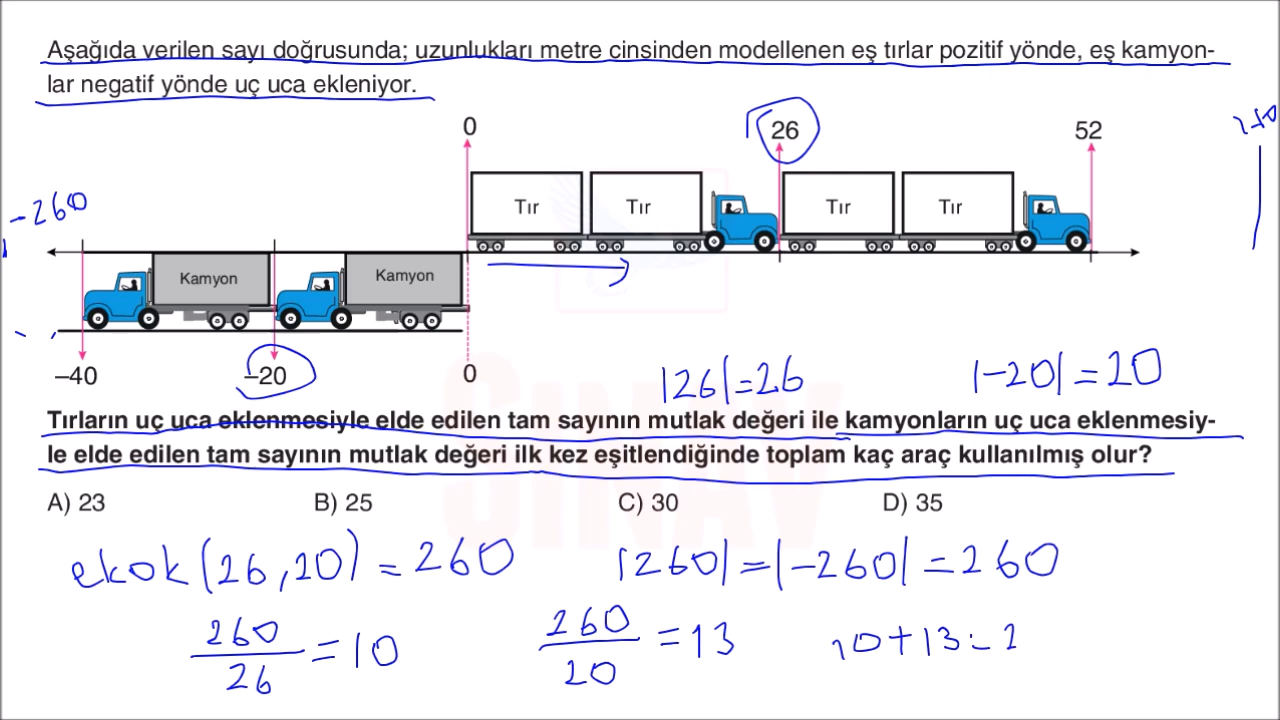 Aşağıda verilen sayı doğrusunda; uzunlukları metre cinsinden modellenen eş tırlar pozitif yönde, eş kamyon-
lar negatif yönde uç uca ekleniyor.
0 26 52
-260
Tır Tır Tır Tır
Kamyon Kamyon
–40 –20 0
|26|=26 |-20|=20
Tırların uç uca eklenmesiyle elde edilen tam sayının mutlak değeri ile kamyonların uç uca eklenmesiy-
le elde edilen tam sayının mutlak değeri ilk kez eşitlendiğinde toplam kaç araç kullanılmış olur?
A) 23 B) 25 C) 30 D) 35
SINAV
ekok(26,20) = 260 |260|=|-260|=260
260/26 = 10 260/20 = 13 10+13=2